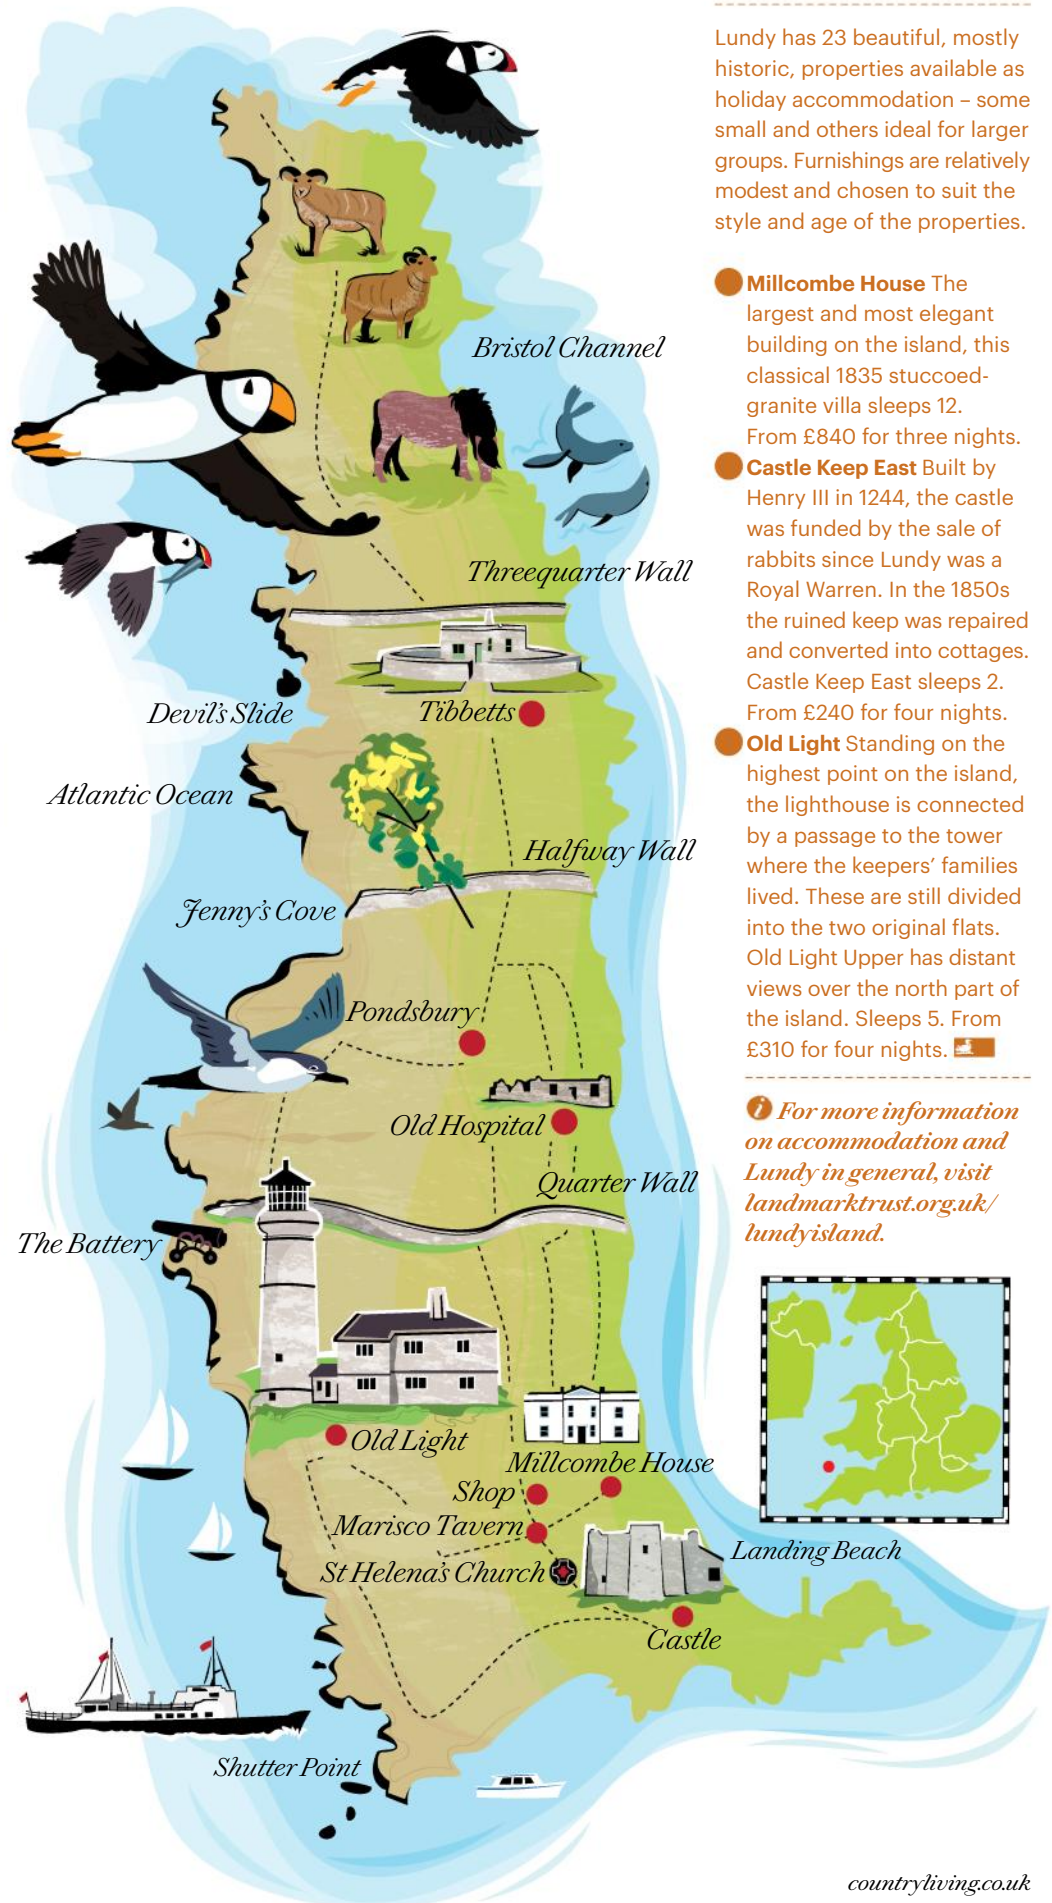 Lundy has 23 beautiful, mostly
historic, properties available as
holiday accommodation – some
small and others ideal for larger
groups. Furnishings are relatively
modest and chosen to suit the
style and age of the properties.
Millcombe House The
largest and most elegant
building on the island, this
classical 1835 stuccoed-
granite villa sleeps 12.
From £840 for three nights.
Castle Keep East Built by
Henry III in 1244, the castle
was funded by the sale of
rabbits since Lundy was a
Royal Warren. In the 1850s
the ruined keep was repaired
and converted into cottages.
Castle Keep East sleeps 2.
From £240 for four nights.
Old Light Standing on the
highest point on the island,
the lighthouse is connected
by a passage to the tower
where the keepers’ families
lived. These are still divided
into the two original flats.
Old Light Upper has distant
views over the north part of
the island. Sleeps 5. From
£310 for four nights.
i For more information
on accommodation and
Lundy in general, visit
landmarktrust.org.uk/
lundyisland.
Bristol Channel
Threequarter Wall
Devil’s Slide
Tibbetts
Atlantic Ocean
Halfway Wall
Jenny’s Cove
Pondsbury
Old Hospital
Quarter Wall
The Battery
Old Light
Millcombe House
Shop
Marisco Tavern
Landing Beach
St Helena’s Church
Castle
Shutter Point
countryliving.co.uk